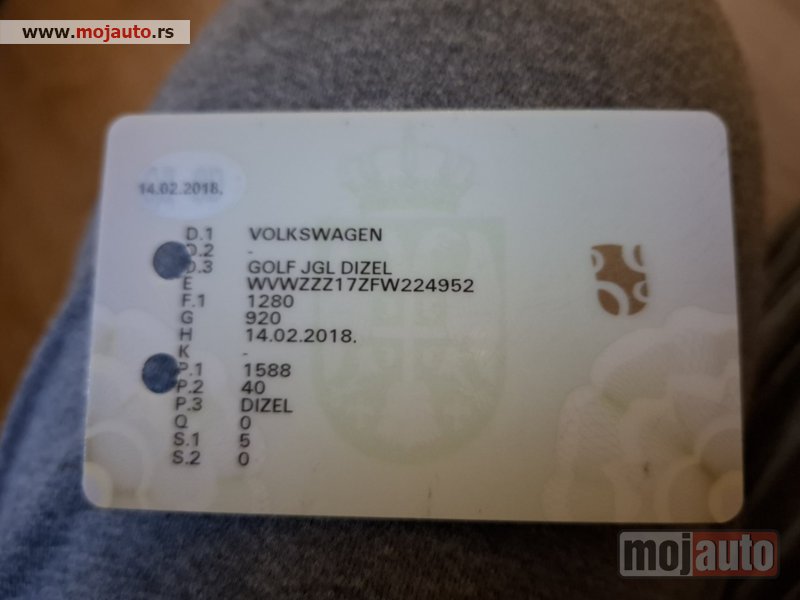 www.mojauto.rs
14.02.2018.
D.1 VOLKSWAGEN
D.2 -
D.3 GOLF JGL DIZEL
E WVWZZZ17ZFW224952
F.1 1280
G 920
H 14.02.2018.
K -
P.1 1588
P.2 40
P.3 DIZEL
Q 0
S.1 5
S.2 0
mojauto